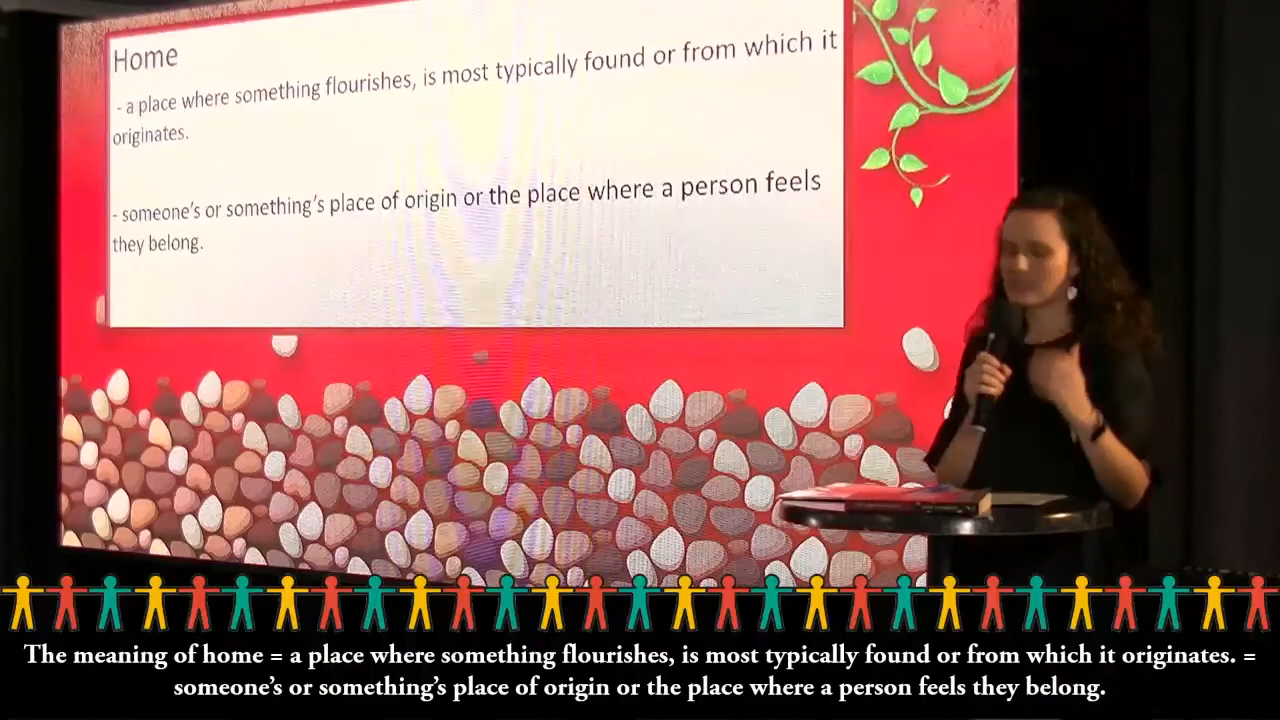 Home
- a place where something flourishes, is most typically found or from which it
originates.
- someone's or something's place of origin or the place where a person feels
they belong.
The meaning of home = a place where something flourishes, is most typically found or from which it originates. =
someone's or something's place of origin or the place where a person feels they belong.